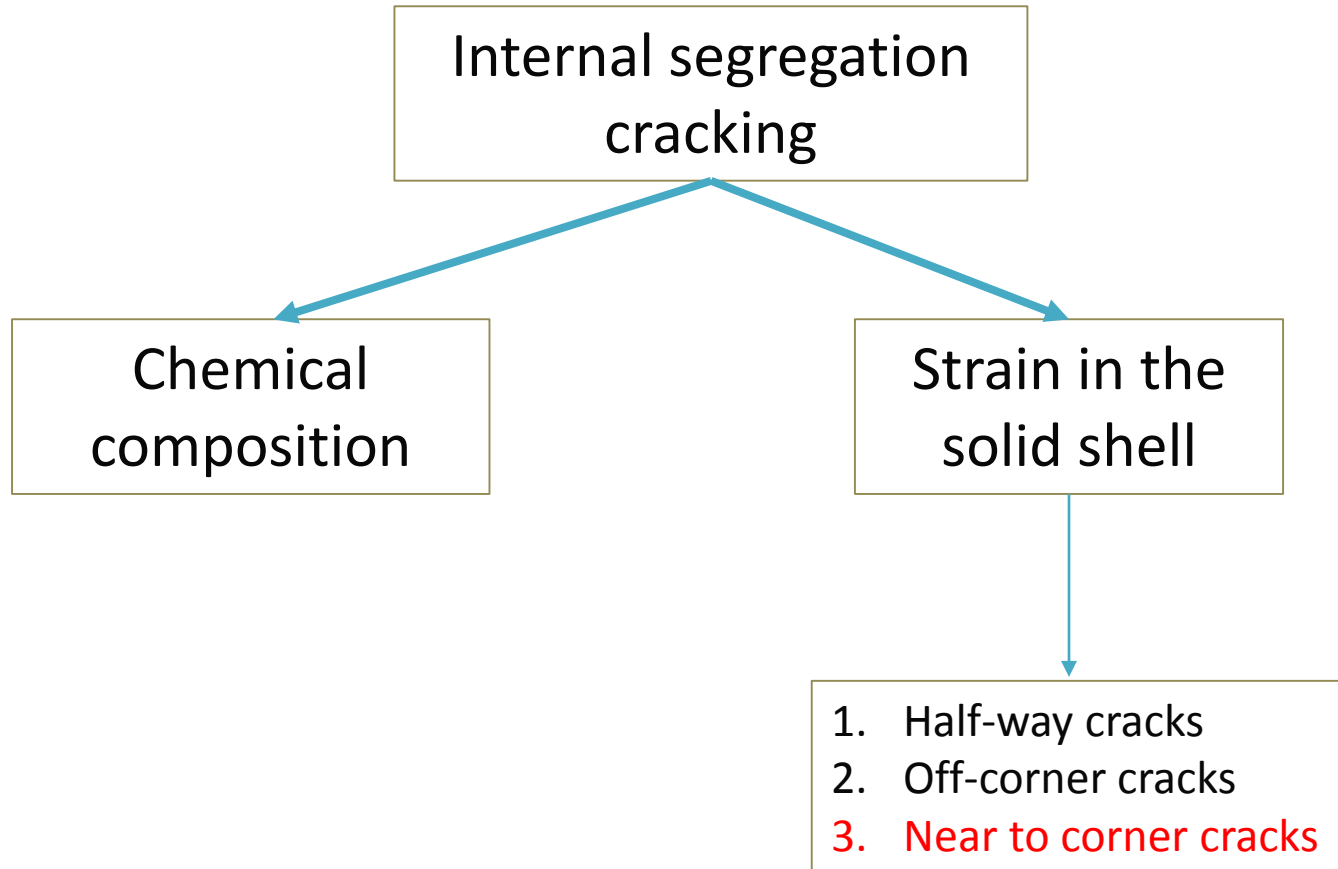 Internal segregation
cracking
Chemical
composition
Strain in the
solid shell
1. Half-way cracks
2. Off-corner cracks
3. Near to corner cracks